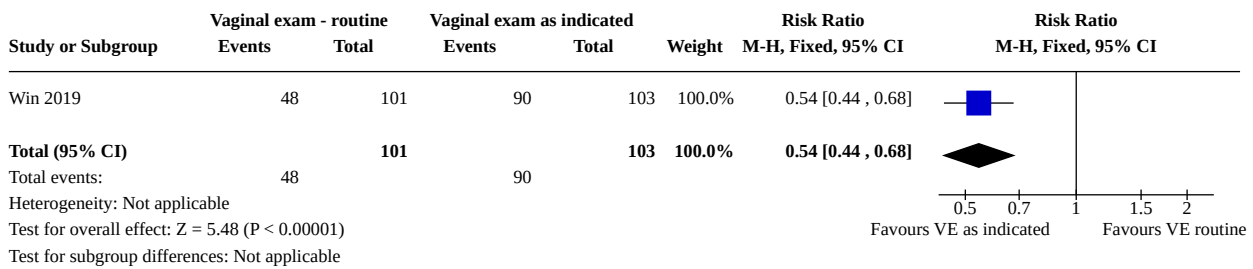 Vaginal exam - routine Vaginal exam as indicated Risk Ratio Risk Ratio
Study or Subgroup Events Total Events Total Weight M-H, Fixed, 95% CI M-H, Fixed, 95% CI
Win 2019 48 101 90 103 100.0% 0.54 [0.44 , 0.68]
Total (95% CI) 101 103 100.0% 0.54 [0.44 , 0.68]
Total events: 48 90
Heterogeneity: Not applicable 0.5 0.7 1 1.5 2
Test for overall effect: Z = 5.48 (P < 0.00001) Favours VE as indicated Favours VE routine
Test for subgroup differences: Not applicable